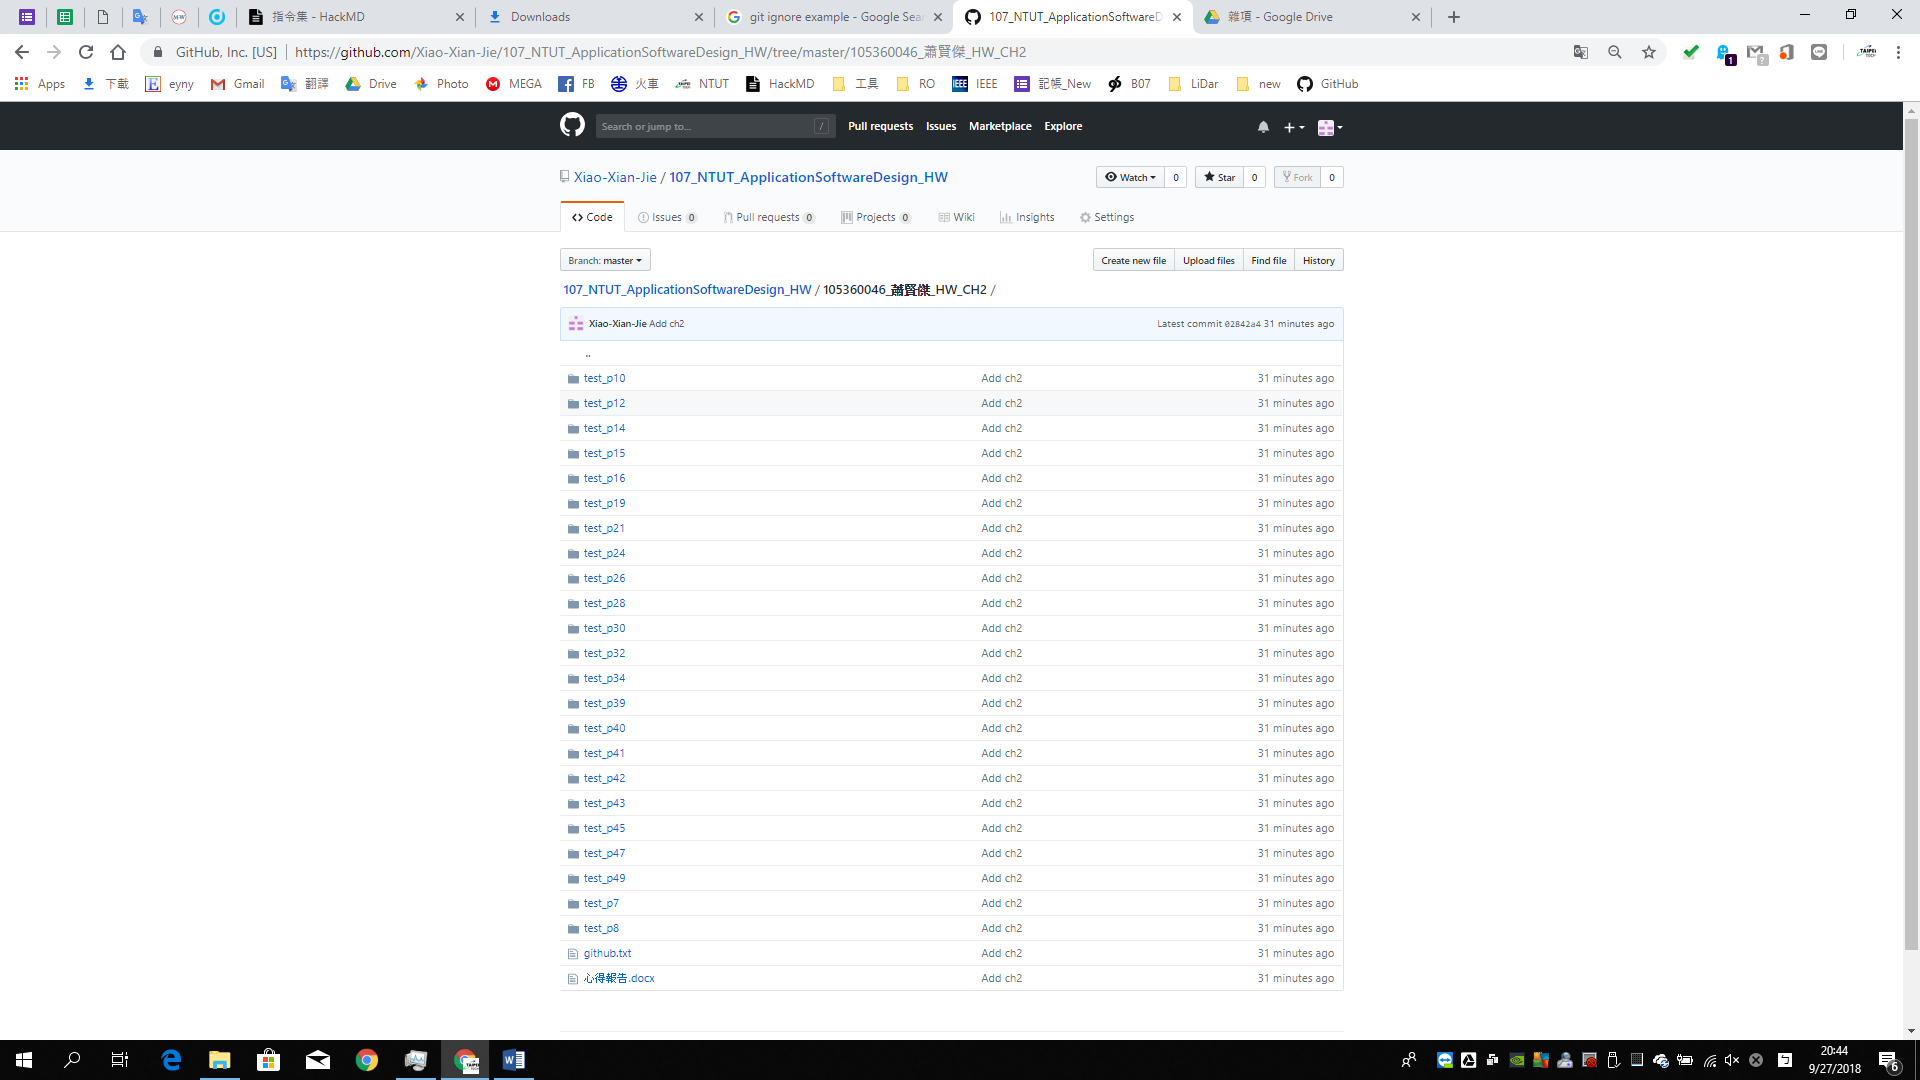 指令集 - HackMD
Downloads
git ignore example - Google Sea
107_NTUT_ApplicationSoftwareD
雜項 - Google Drive
GitHub, Inc. [US] | https://github.com/Xiao-Xian-Jie/107_NTUT_ApplicationSoftwareDesign_HW/tree/master/105360046_蕭賢傑_HW_CH2
Apps 下載 eyny Gmail 翻譯 Drive Photo MEGA FB 火車 NTUT HackMD 工具 RO IEEE 記帳_New B07 LiDar new GitHub
Search or jump to... / Pull requests Issues Marketplace Explore
Xiao-Xian-Jie / 107_NTUT_ApplicationSoftwareDesign_HW
Watch 0 Star 0 Fork 0
Code Issues 0 Pull requests 0 Projects 0 Wiki Insights Settings
Branch: master
Create new file Upload files Find file History
107_NTUT_ApplicationSoftwareDesign_HW / 105360046_蕭賢傑_HW_CH2 /
Xiao-Xian-Jie Add ch2 Latest commit 02842a4 31 minutes ago
..
test_p10 Add ch2 31 minutes ago
test_p12 Add ch2 31 minutes ago
test_p14 Add ch2 31 minutes ago
test_p15 Add ch2 31 minutes ago
test_p16 Add ch2 31 minutes ago
test_p19 Add ch2 31 minutes ago
test_p21 Add ch2 31 minutes ago
test_p24 Add ch2 31 minutes ago
test_p26 Add ch2 31 minutes ago
test_p28 Add ch2 31 minutes ago
test_p30 Add ch2 31 minutes ago
test_p32 Add ch2 31 minutes ago
test_p34 Add ch2 31 minutes ago
test_p39 Add ch2 31 minutes ago
test_p40 Add ch2 31 minutes ago
test_p41 Add ch2 31 minutes ago
test_p42 Add ch2 31 minutes ago
test_p43 Add ch2 31 minutes ago
test_p45 Add ch2 31 minutes ago
test_p47 Add ch2 31 minutes ago
test_p49 Add ch2 31 minutes ago
test_p7 Add ch2 31 minutes ago
test_p8 Add ch2 31 minutes ago
github.txt Add ch2 31 minutes ago
心得報告.docx Add ch2 31 minutes ago
20:44
9/27/2018
6